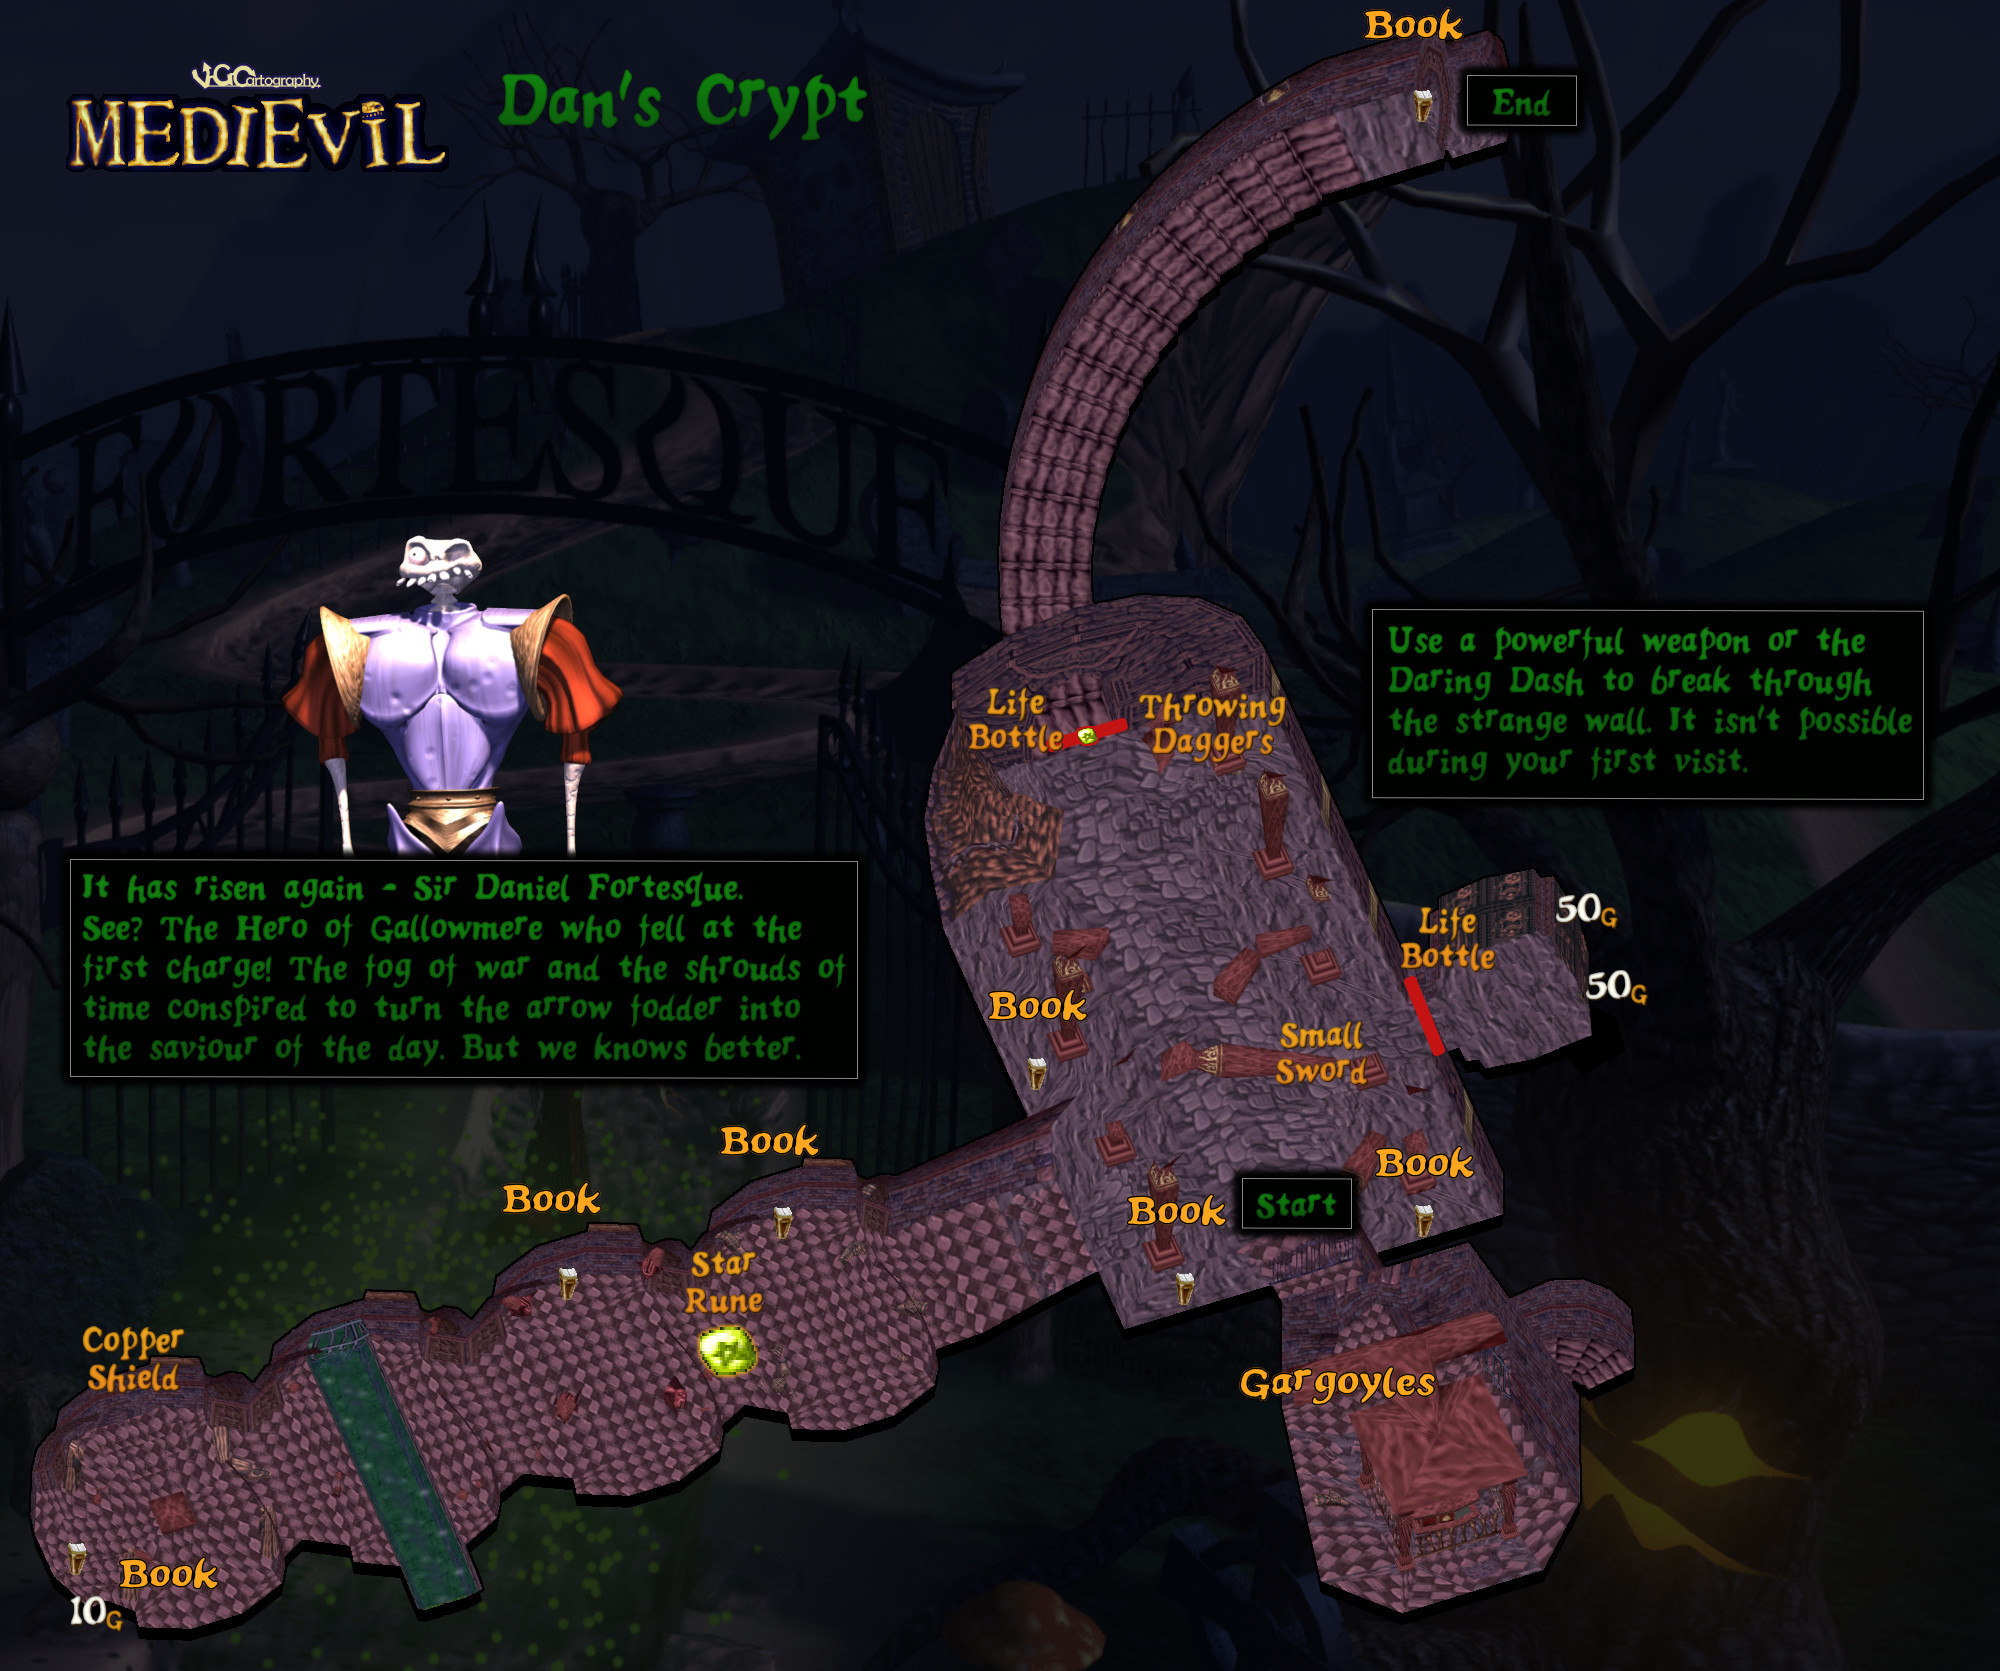 Book
VGCartography
MEDIEVIL
Dan's Crypt
End
FORTESQUE
Use a powerful weapon or the
Daring Dash to break through
the strange wall. It isn't possible
during your first visit.
Life
Bottle
Throwing
Daggers
It has risen again - Sir Daniel Fortesque.
See? The Hero of Gallowmere who fell at the
first charge! The fog of war and the shrouds of
time conspired to turn the arrow fodder into
the saviour of the day. But we knows better.
50G
Life
Bottle
50G
Book
Small
Sword
Book
Book
Book
Book
Start
Star
Rune
Copper
Shield
Gargoyles
Book
10G